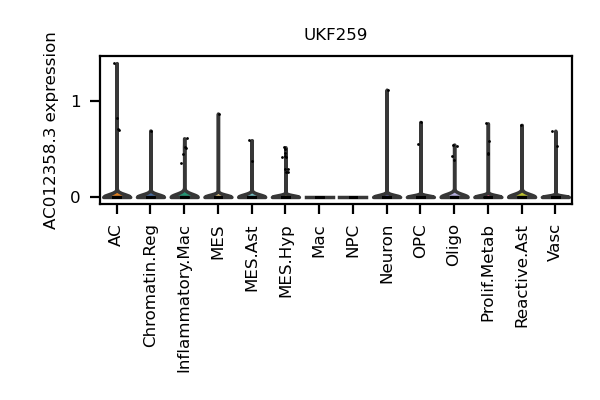 UKF259
AC012358.3 expression
1
0
AC
Chromatin.Reg
Inflammatory.Mac
MES
MES.Ast
MES.Hyp
Mac
NPC
Neuron
OPC
Oligo
Prolif.Metab
Reactive.Ast
Vasc